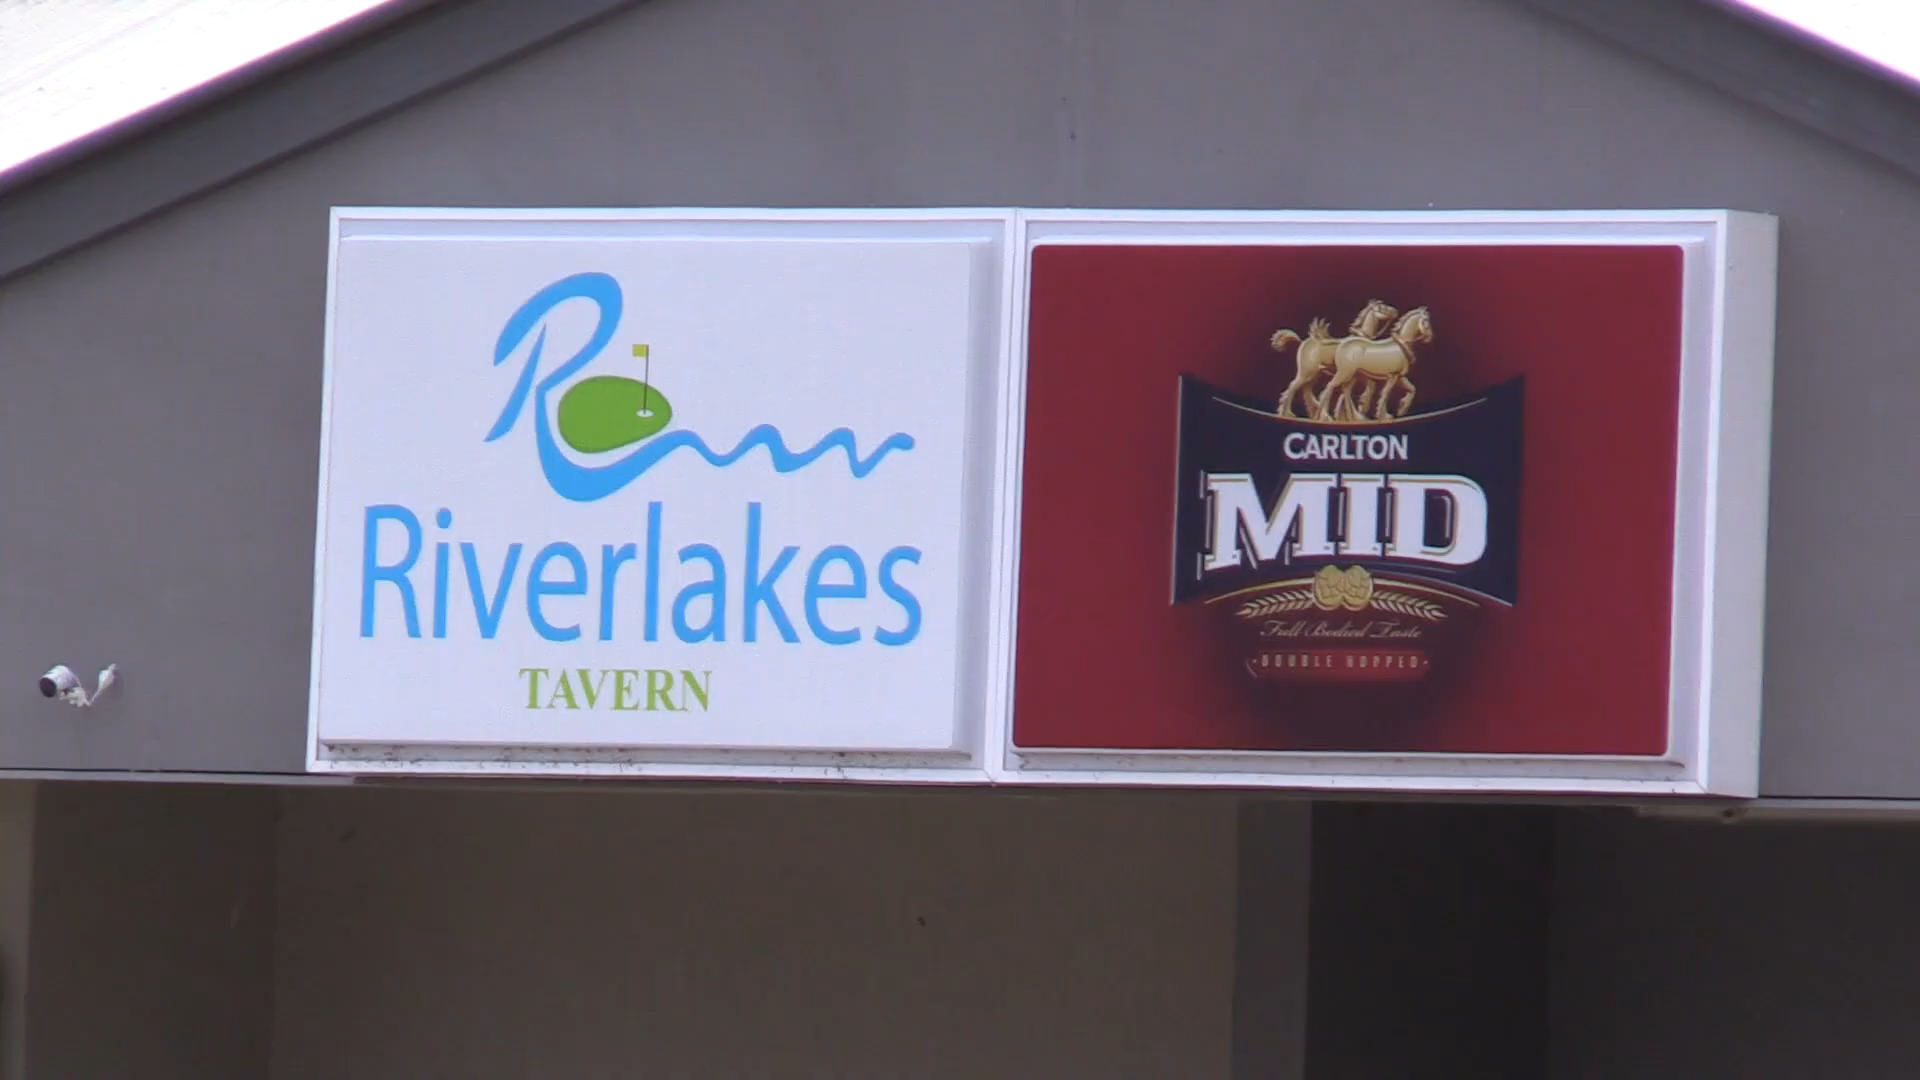 Riverlakes
TAVERN
CARLTON
MID
Full Bodied Taste
DOUBLE HOPPED